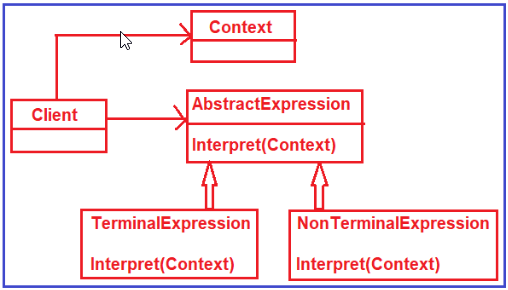 Context
Client
AbstractExpression
Interpret(Context)
TerminalExpression
Interpret(Context)
NonTerminalExpression
Interpret(Context)